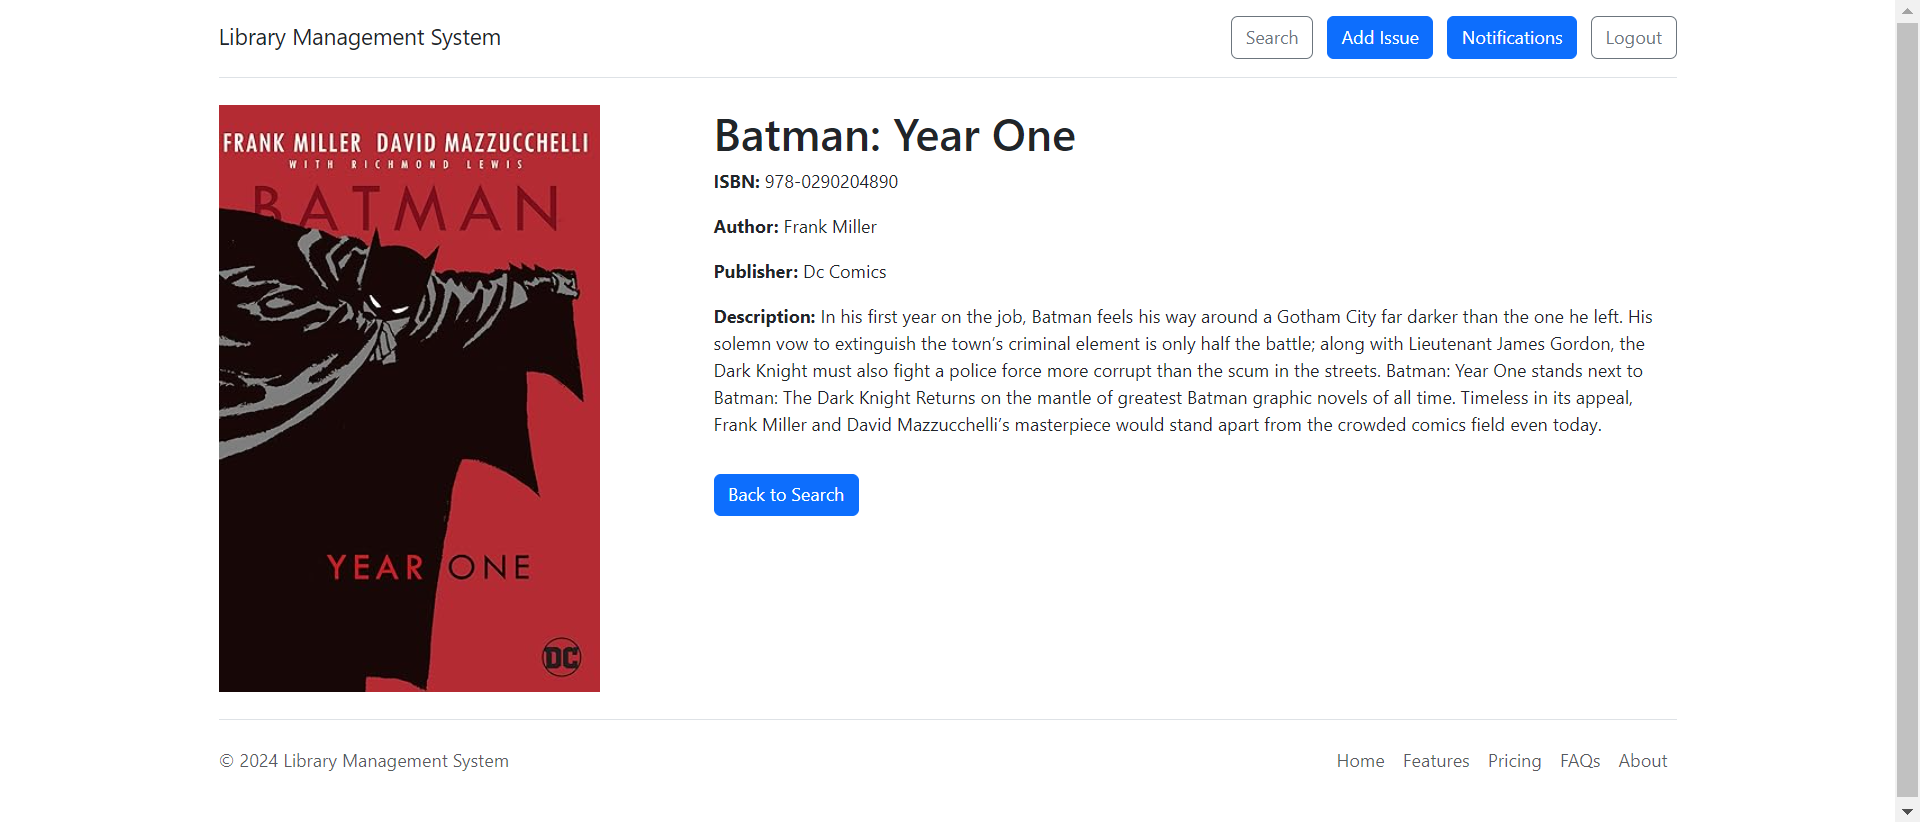 Library Management System
Search
Add Issue
Notifications
Logout
FRANK MILLER DAVID MAZZUCCHELLI
WITH RICHMOND LEWIS
BATMAN
YEAR ONE
DC
Batman: Year One
ISBN: 978-0290204890
Author: Frank Miller
Publisher: Dc Comics
Description: In his first year on the job, Batman feels his way around a Gotham City far darker than the one he left. His
solemn vow to extinguish the town’s criminal element is only half the battle; along with Lieutenant James Gordon, the
Dark Knight must also fight a police force more corrupt than the scum in the streets. Batman: Year One stands next to
Batman: The Dark Knight Returns on the mantle of greatest Batman graphic novels of all time. Timeless in its appeal,
Frank Miller and David Mazzucchelli’s masterpiece would stand apart from the crowded comics field even today.
Back to Search
© 2024 Library Management System
Home
Features
Pricing
FAQs
About